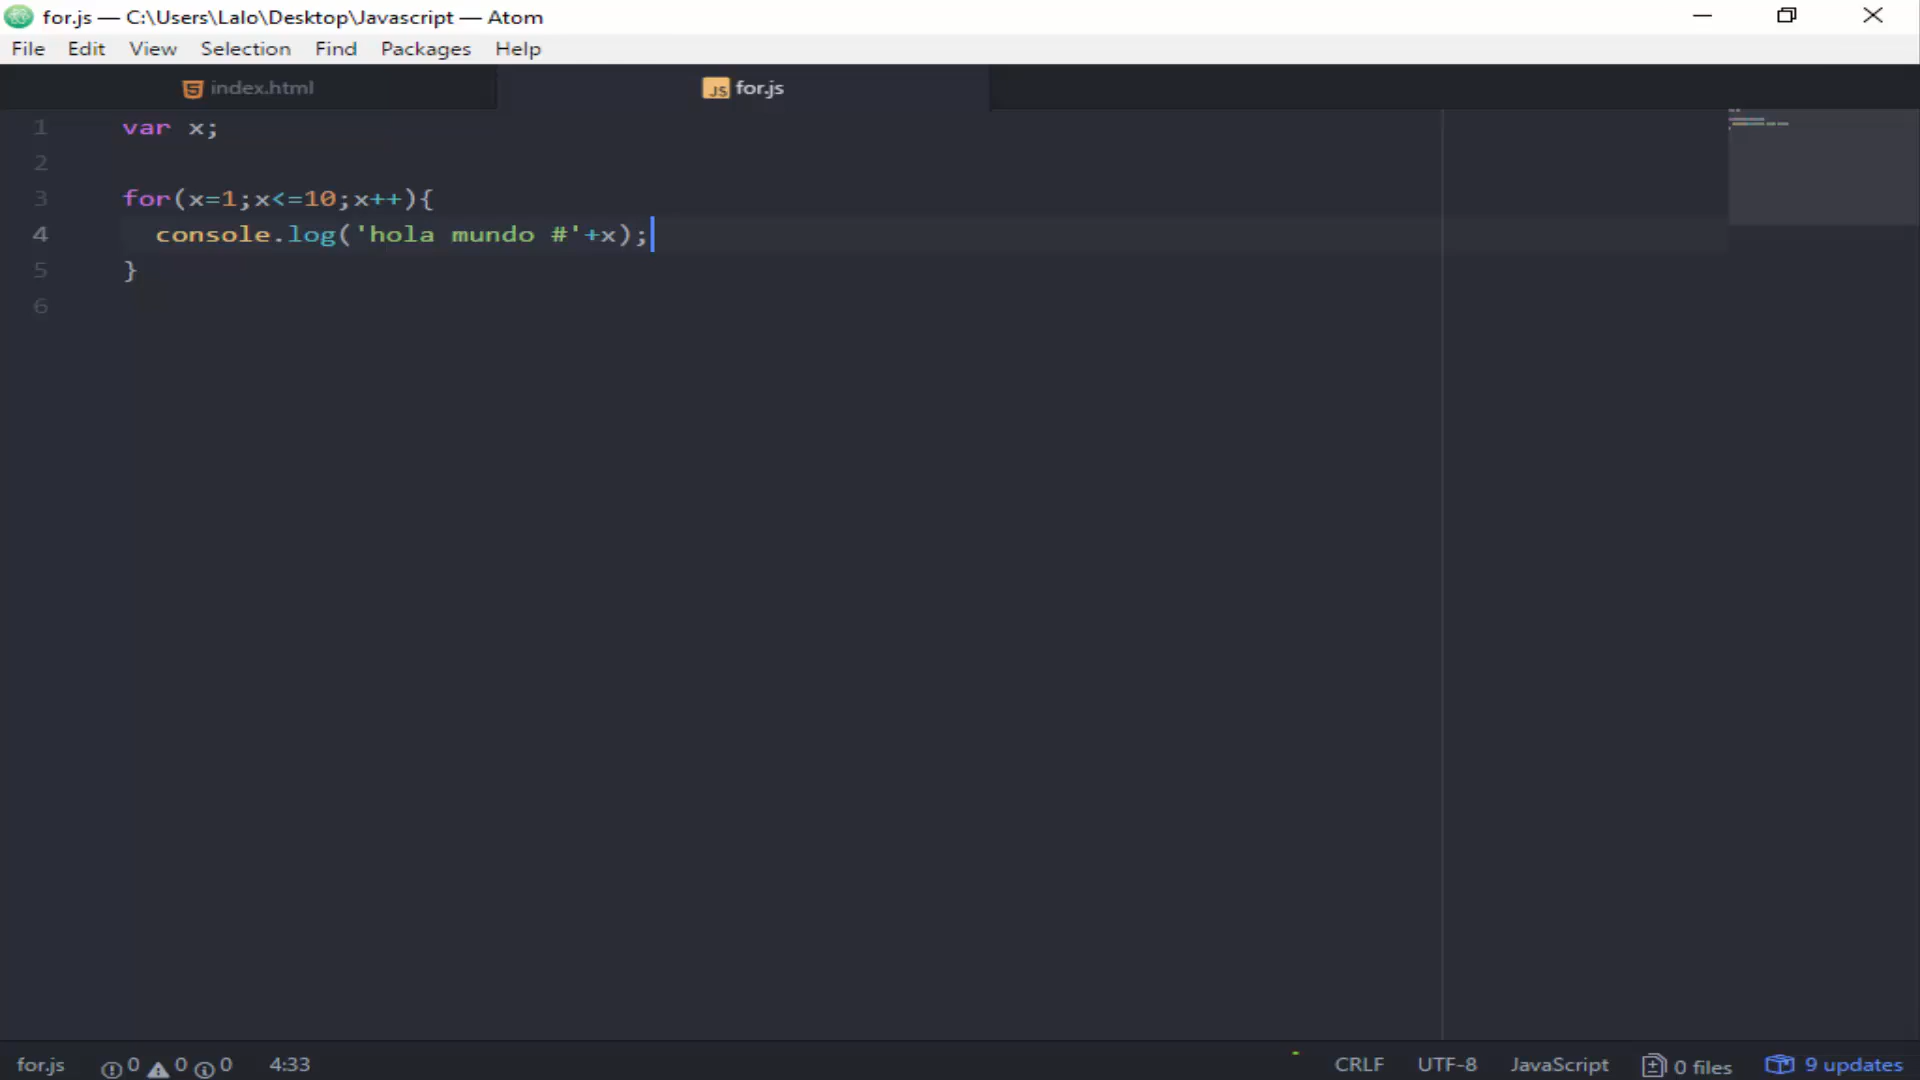 for.js — C:\Users\Lalo\Desktop\Javascript — Atom
File Edit View Selection Find Packages Help
index.html for.js
1 var x;
2
3 for(x=1;x<=10;x++){
4 console.log('hola mundo #'+x);
5 }
6
for.js 0 0 0 4:33 CRLF UTF-8 JavaScript 0 files 9 updates